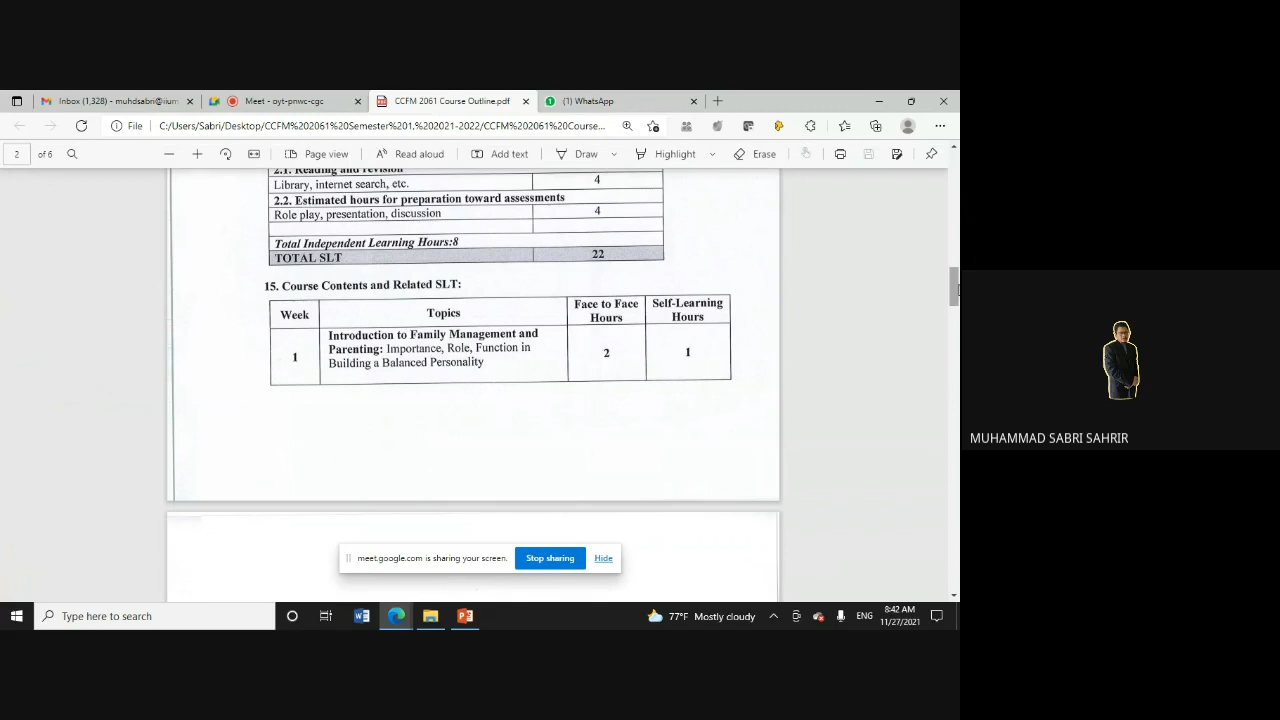 Inbox (1,328) - muhdsabri@iium
Meet - oyt-pnwc-cgc
CCFM 2061 Course Outline.pdf
(1) WhatsApp
File
C:/Users/Sabri/Desktop/CCFM%202061%20Semester%201,%202021-2022/CCFM%202061%20Course...
2 of 6
Page view
Read aloud
Add text
Draw
Highlight
Erase
2.1. Reading and revision
Library, internet search, etc. 4
2.2. Estimated hours for preparation toward assessments
Role play, presentation, discussion 4
Total Independent Learning Hours:8
TOTAL SLT 22
15. Course Contents and Related SLT:
Week Topics Face to Face Hours Self-Learning Hours
1 Introduction to Family Management and
Parenting: Importance, Role, Function in
Building a Balanced Personality 2 1
meet.google.com is sharing your screen.
Stop sharing
Hide
MUHAMMAD SABRI SAHRIR
Type here to search
77°F Mostly cloudy
ENG
8:42 AM
11/27/2021